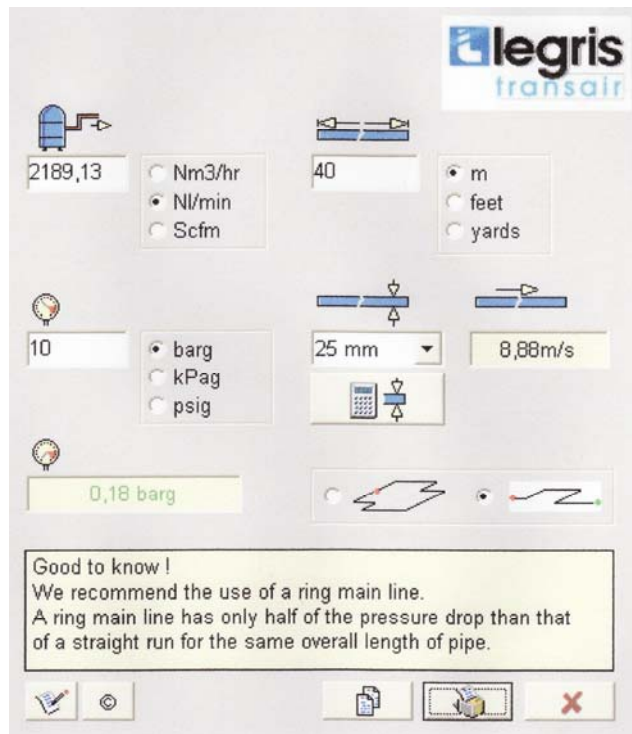 legris
transair
2189,13
Nm3/hr
Nl/min
Scfm
40
m
feet
yards
10
barg
kPag
psig
25 mm
8,88m/s
0,18 barg
Good to know !
We recommend the use of a ring main line.
A ring main line has only half of the pressure drop than that
of a straight run for the same overall length of pipe.
©